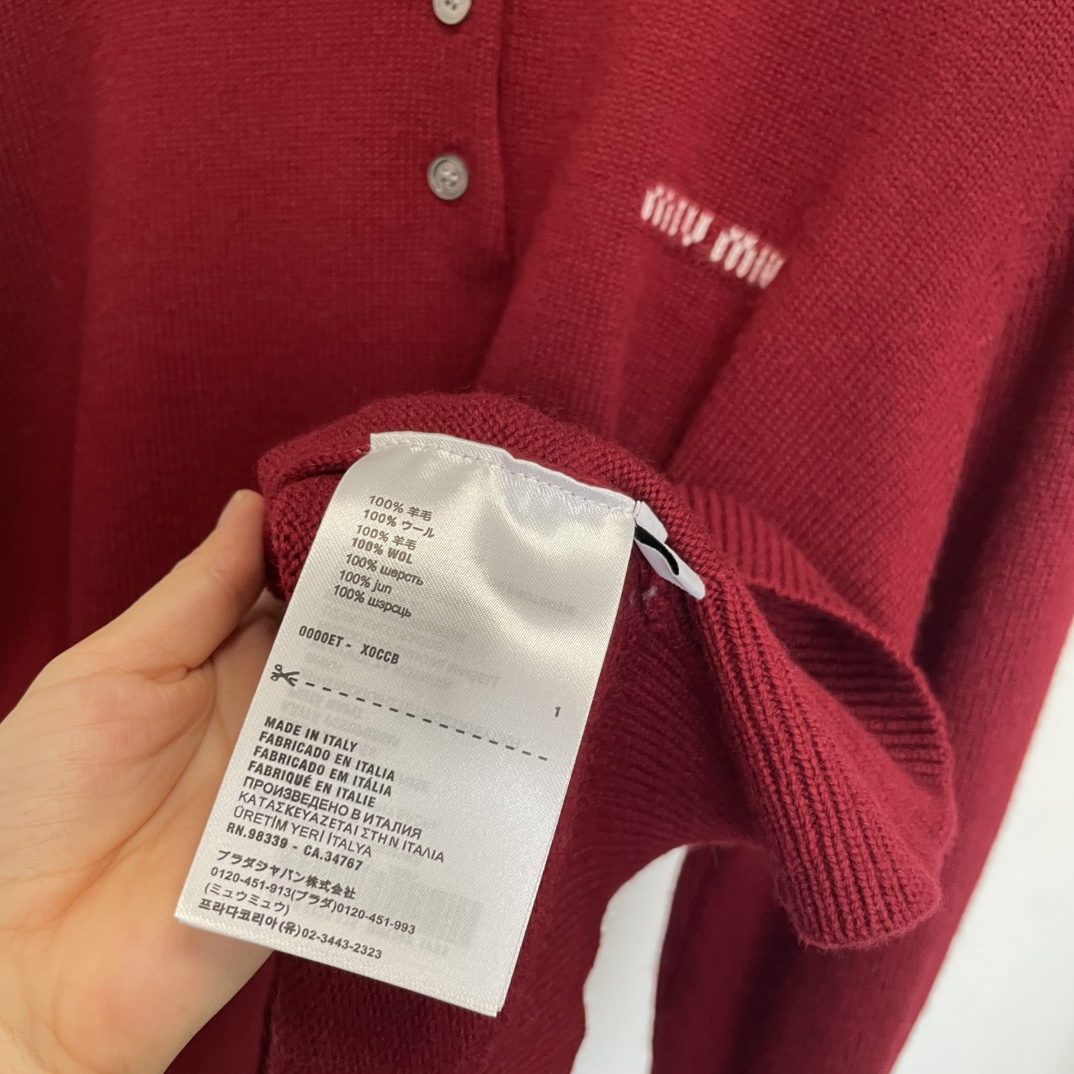 miu miu
100% 羊毛
100% ウール
100% 羊毛
100% WOL
100% шерсть
100% jun
100% шэрсць
0000ET - X0CCB
1
MADE IN ITALY
FABRICADO EN ITALIA
FABRICADO EM ITÁLIA
FABRIQUÉ EN ITALIE
ПРОИЗВЕДЕНО В ИТАЛИЯ
ΚΑΤΑΣΚΕΥΑΖΕΤΑΙ ΣΤΗΝ ΙΤΑΛΙΑ
ÜRETİM YERİ İTALYA
RN.98339 - CA.34767
プラダジャパン株式会社
0120-451-913(プラダ)0120-451-993
(ミュウミュウ)
프라다코리아(유)02-3443-2323